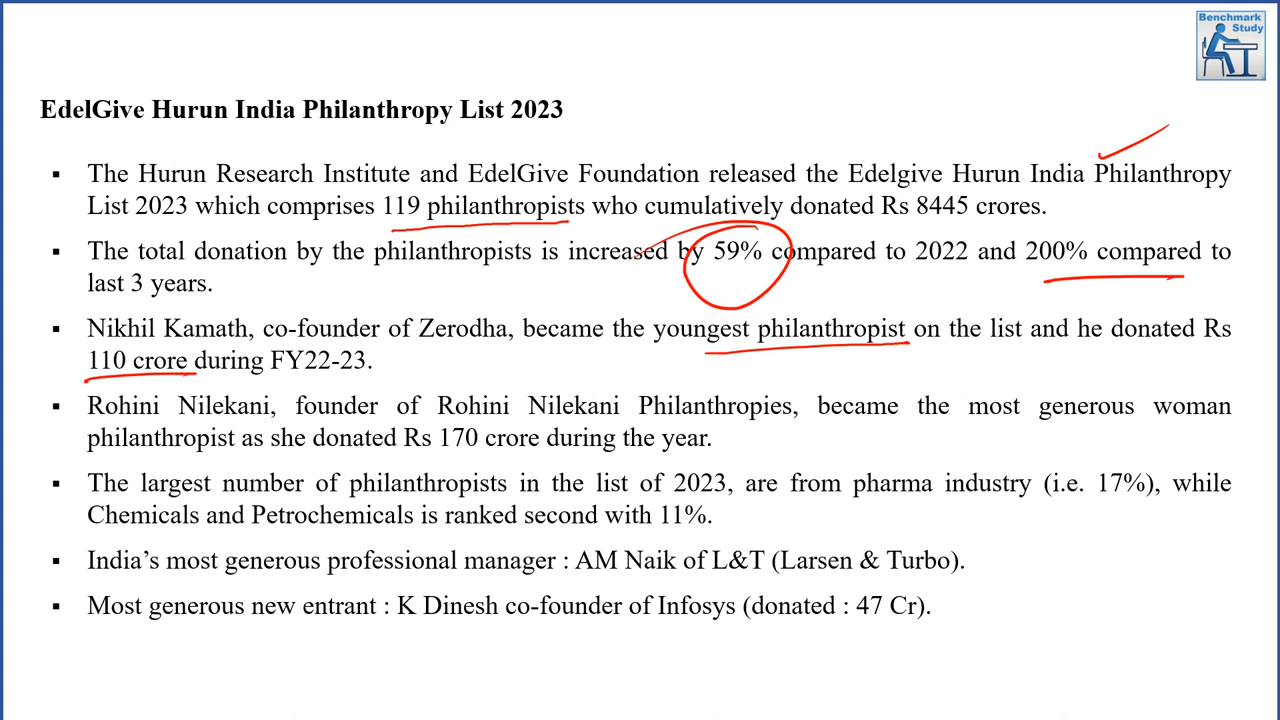 Benchmark
Study
EdelGive Hurun India Philanthropy List 2023
▪ The Hurun Research Institute and EdelGive Foundation released the Edelgive Hurun India Philanthropy
List 2023 which comprises 119 philanthropists who cumulatively donated Rs 8445 crores.
▪ The total donation by the philanthropists is increased by 59% compared to 2022 and 200% compared to
last 3 years.
▪ Nikhil Kamath, co-founder of Zerodha, became the youngest philanthropist on the list and he donated Rs
110 crore during FY22-23.
▪ Rohini Nilekani, founder of Rohini Nilekani Philanthropies, became the most generous woman
philanthropist as she donated Rs 170 crore during the year.
▪ The largest number of philanthropists in the list of 2023, are from pharma industry (i.e. 17%), while
Chemicals and Petrochemicals is ranked second with 11%.
▪ India’s most generous professional manager : AM Naik of L&T (Larsen & Turbo).
▪ Most generous new entrant : K Dinesh co-founder of Infosys (donated : 47 Cr).